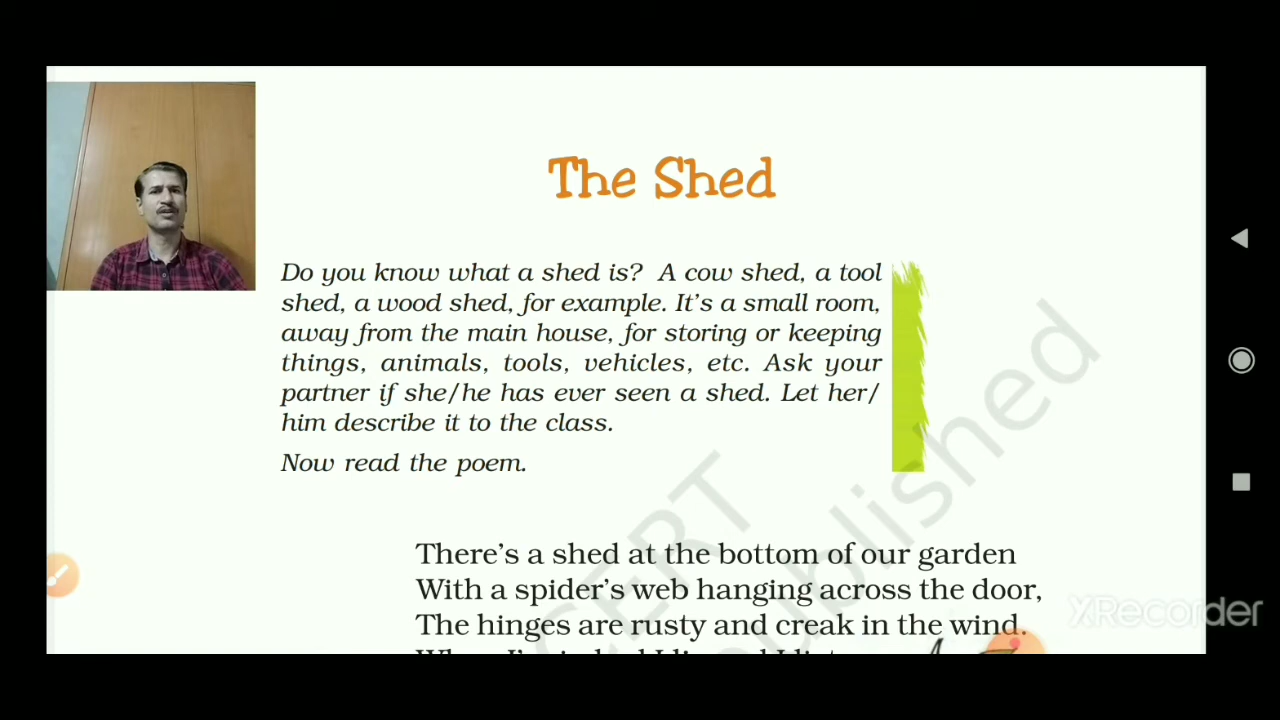 The Shed
Do you know what a shed is? A cow shed, a tool
shed, a wood shed, for example. It's a small room,
away from the main house, for storing or keeping
things, animals, tools, vehicles, etc. Ask your
partner if she/he has ever seen a shed. Let her/
him describe it to the class.
Now read the poem.
There's a shed at the bottom of our garden
With a spider's web hanging across the door,
The hinges are rusty and creak in the wind.
XRecorder